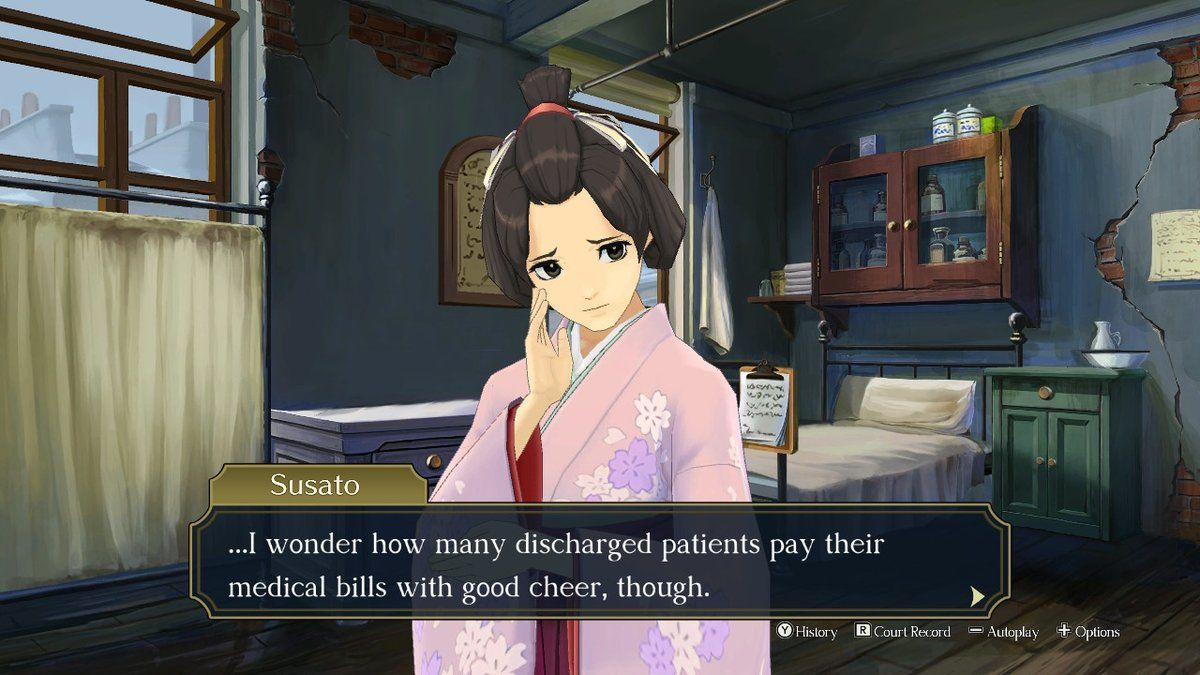 Susato
...I wonder how many discharged patients pay their
medical bills with good cheer, though.
Y History R Court Record − Autoplay + Options